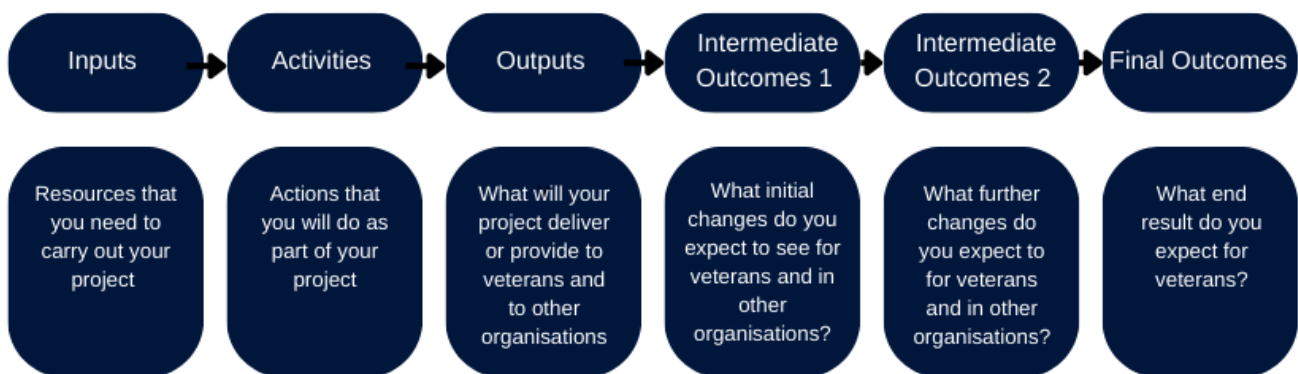 Inputs
Activities
Outputs
Intermediate
Outcomes 1
Intermediate
Outcomes 2
Final Outcomes
Resources that
you need to
carry out your
project
Actions that
you will do as
part of your
project
What will your
project deliver
or provide to
veterans and
to other
organisations
What initial
changes do you
expect to see for
veterans and in
other
organisations?
What further
changes do
you expect to
for veterans
and in other
organisations?
What end
result do you
expect for
veterans?